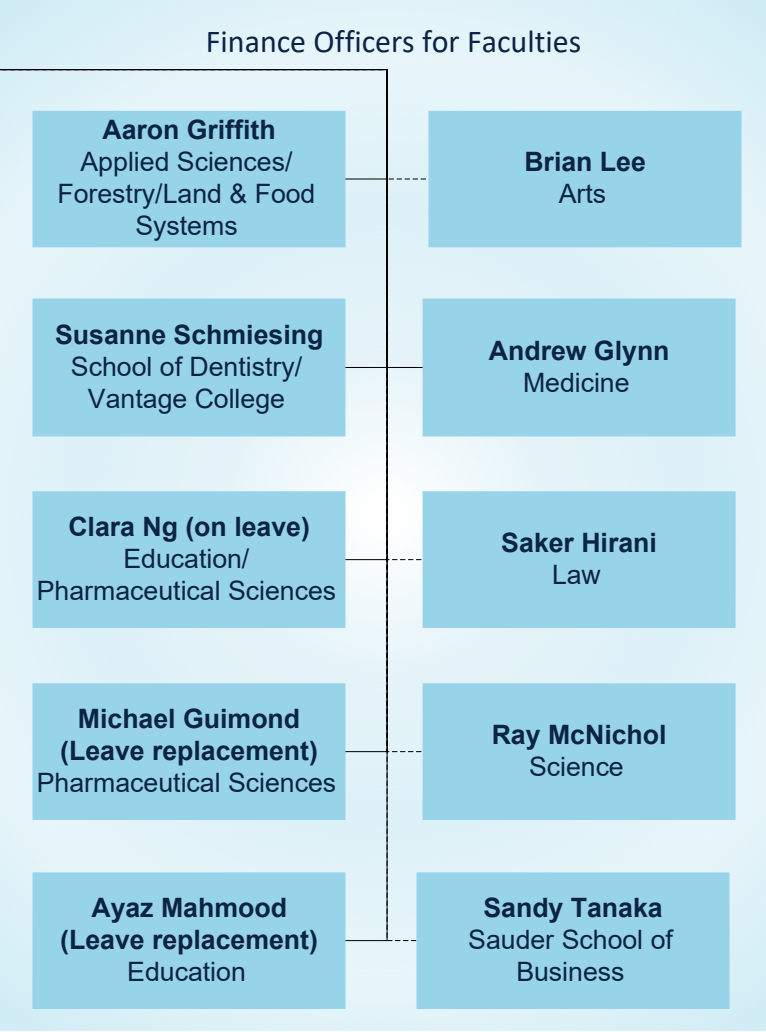 Finance Officers for Faculties
Aaron Griffith
Applied Sciences/
Forestry/Land & Food
Systems
Brian Lee
Arts
Susanne Schmiesing
School of Dentistry/
Vantage College
Andrew Glynn
Medicine
Clara Ng (on leave)
Education/
Pharmaceutical Sciences
Saker Hirani
Law
Michael Guimond
(Leave replacement)
Pharmaceutical Sciences
Ray McNichol
Science
Ayaz Mahmood
(Leave replacement)
Education
Sandy Tanaka
Sauder School of
Business